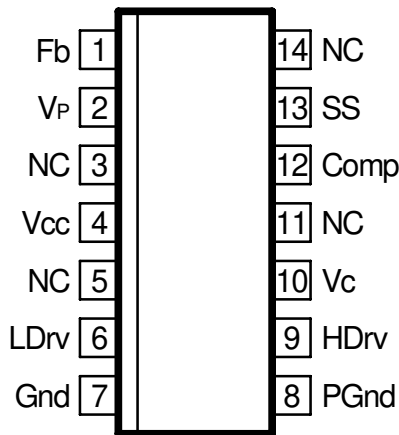 Fb 1 14 NC
VP 2 13 SS
NC 3 12 Comp
Vcc 4 11 NC
NC 5 10 Vc
LDrv 6 9 HDrv
Gnd 7 8 PGnd